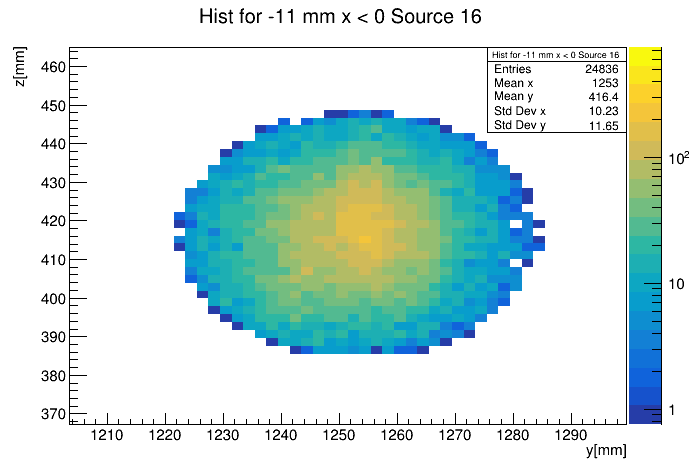 Hist for -11 mm x < 0 Source 16
z[mm]
Hist for -11 mm x < 0 Source 16
Entries 24836
Mean x 1253
Mean y 416.4
Std Dev x 10.23
Std Dev y 11.65
460
450
440
430
420
410
400
390
380
370
1210 1220 1230 1240 1250 1260 1270 1280 1290
y[mm]
10²
10
1